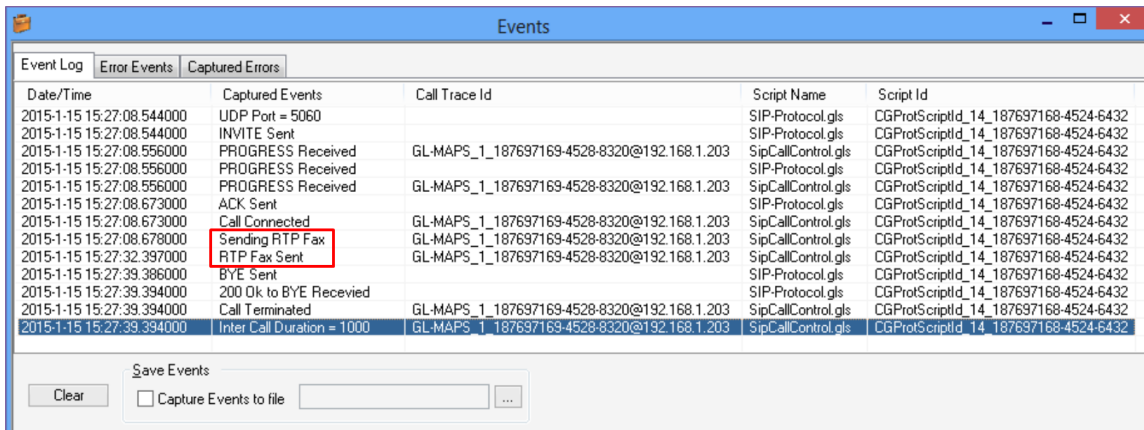 Events
Event Log Error Events Captured Errors
Date/Time Captured Events Call Trace Id Script Name Script Id
2015-1-15 15:27:08.544000 UDP Port = 5060 SIP-Protocol.gls CGProtScriptId_14_187697168-4524-6432
2015-1-15 15:27:08.544000 INVITE Sent SIP-Protocol.gls CGProtScriptId_14_187697168-4524-6432
2015-1-15 15:27:08.556000 PROGRESS Received GL-MAPS_1_187697169-4528-8320@192.168.1.203 SipCallControl.gls CGProtScriptId_14_187697168-4524-6432
2015-1-15 15:27:08.556000 PROGRESS Received SIP-Protocol.gls CGProtScriptId_14_187697168-4524-6432
2015-1-15 15:27:08.556000 PROGRESS Received GL-MAPS_1_187697169-4528-8320@192.168.1.203 SipCallControl.gls CGProtScriptId_14_187697168-4524-6432
2015-1-15 15:27:08.673000 ACK Sent SIP-Protocol.gls CGProtScriptId_14_187697168-4524-6432
2015-1-15 15:27:08.673000 Call Connected GL-MAPS_1_187697169-4528-8320@192.168.1.203 SipCallControl.gls CGProtScriptId_14_187697168-4524-6432
2015-1-15 15:27:08.678000 Sending RTP Fax GL-MAPS_1_187697169-4528-8320@192.168.1.203 SipCallControl.gls CGProtScriptId_14_187697168-4524-6432
2015-1-15 15:27:32.397000 RTP Fax Sent GL-MAPS_1_187697169-4528-8320@192.168.1.203 SipCallControl.gls CGProtScriptId_14_187697168-4524-6432
2015-1-15 15:27:39.386000 BYE Sent SIP-Protocol.gls CGProtScriptId_14_187697168-4524-6432
2015-1-15 15:27:39.394000 200 Ok to BYE Recevied SIP-Protocol.gls CGProtScriptId_14_187697168-4524-6432
2015-1-15 15:27:39.394000 Call Terminated GL-MAPS_1_187697169-4528-8320@192.168.1.203 SipCallControl.gls CGProtScriptId_14_187697168-4524-6432
2015-1-15 15:27:39.394000 Inter Call Duration = 1000 GL-MAPS_1_187697169-4528-8320@192.168.1.203 SipCallControl.gls CGProtScriptId_14_187697168-4524-6432
Save Events
Clear Capture Events to file ...